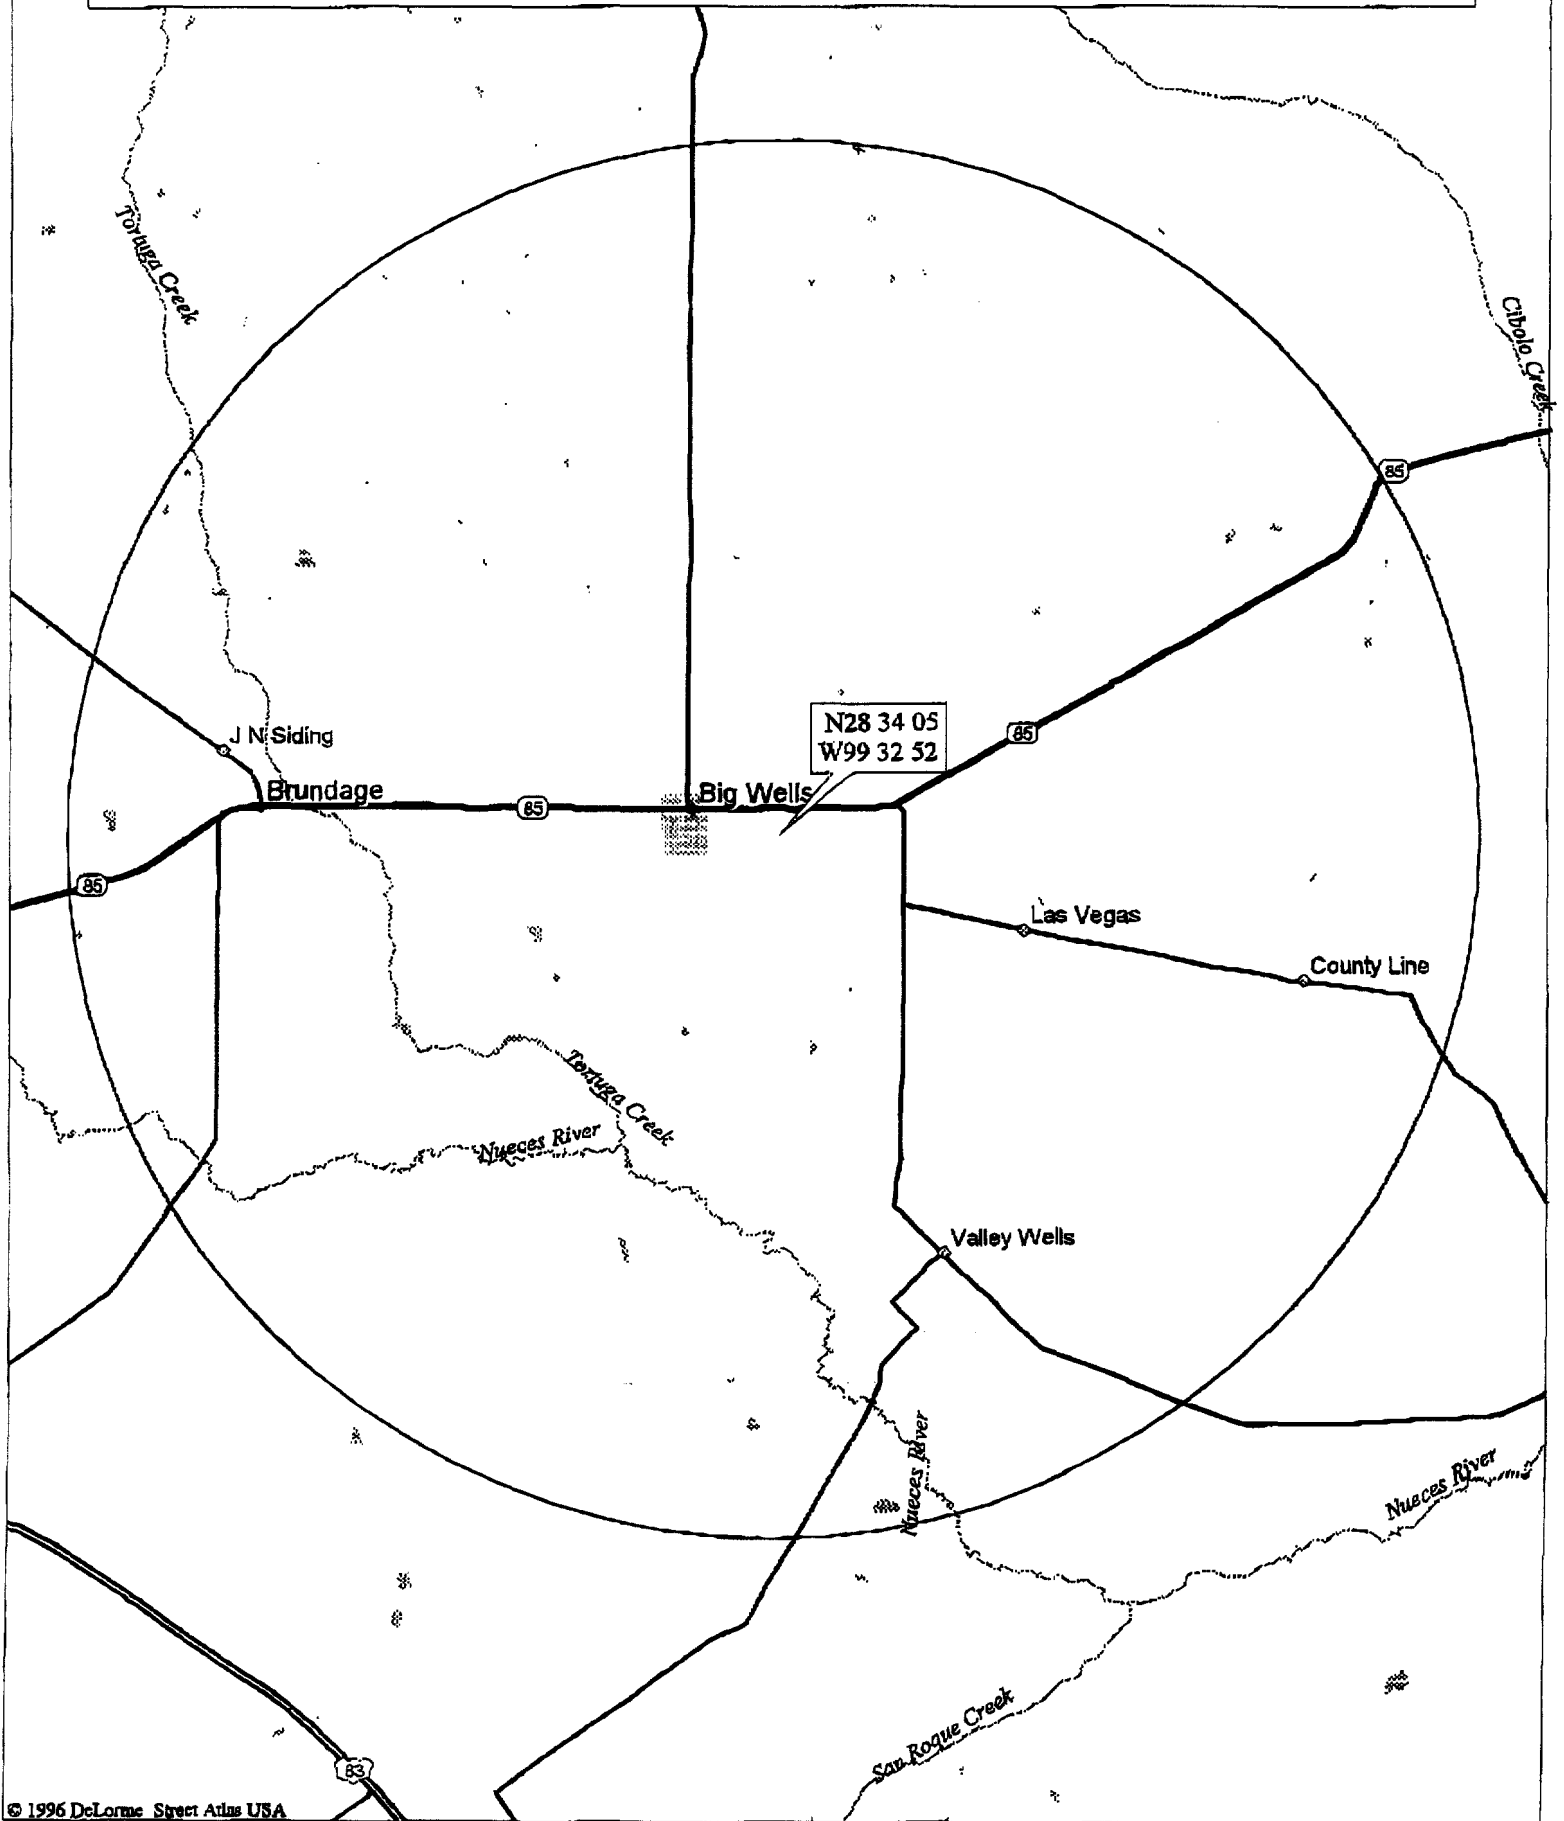 Tortuga Creek
Cibolo Creek
85
N28 34 05
W99 32 52
85
J N Siding
Brundage
85
Big Wells
85
Las Vegas
County Line
Tortuga Creek
Nueces River
Valley Wells
Nueces River
Nueces River
San Roque Creek
83
© 1996 DeLorme Street Atlas USA